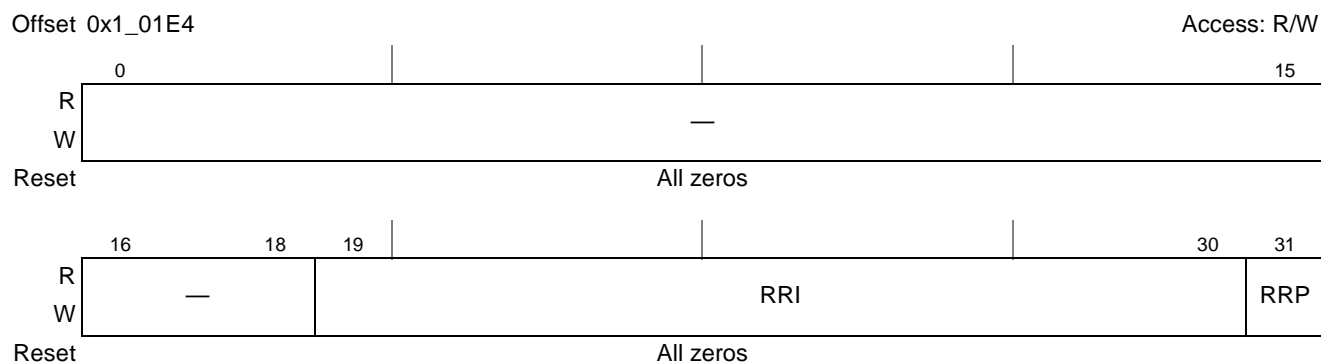 Offset 0x1_01E4 Access: R/W
0 15
R
—
W
Reset All zeros
16 18 19 30 31
R
— RRI RRP
W
Reset All zeros